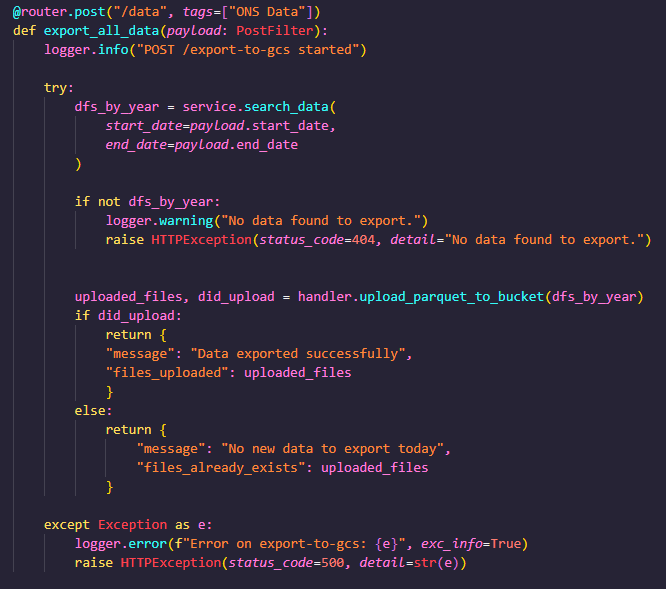 @router.post("/data", tags=["ONS Data"])
def export_all_data(payload: PostFilter):
    logger.info("POST /export-to-gcs started")

    try:
        dfs_by_year = service.search_data(
            start_date=payload.start_date,
            end_date=payload.end_date
        )

        if not dfs_by_year:
            logger.warning("No data found to export.")
            raise HTTPException(status_code=404, detail="No data found to export.")


        uploaded_files, did_upload = handler.upload_parquet_to_bucket(dfs_by_year)
        if did_upload:
            return {
            "message": "Data exported successfully",
            "files_uploaded": uploaded_files
            }
        else:
            return {
                "message": "No new data to export today",
                "files_already_exists": uploaded_files
            }

    except Exception as e:
        logger.error(f"Error on export-to-gcs: {e}", exc_info=True)
        raise HTTPException(status_code=500, detail=str(e))